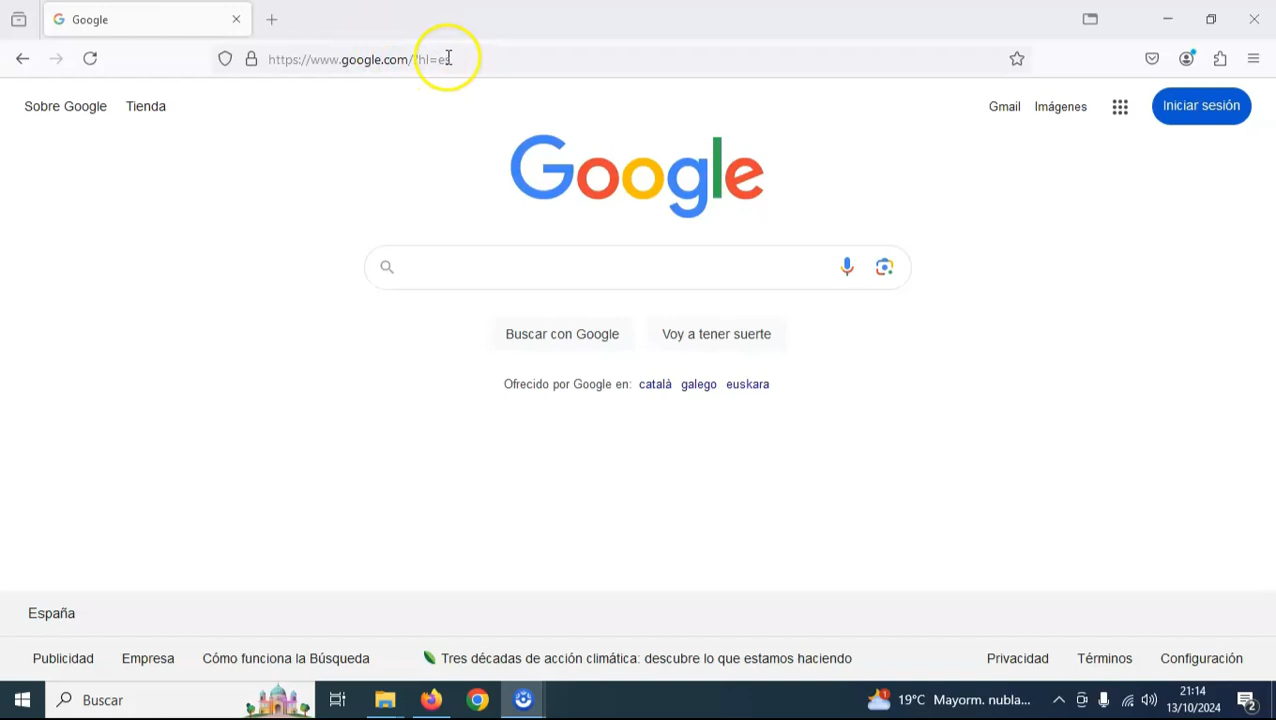 Google
https://www.google.com/?hl=es
Sobre Google Tienda
Gmail Imágenes Iniciar sesión
Google
Buscar con Google Voy a tener suerte
Ofrecido por Google en: català galego euskara
España
Publicidad Empresa Cómo funciona la Búsqueda Tres décadas de acción climática: descubre lo que estamos haciendo Privacidad Términos Configuración
Buscar 1 19°C Mayorm. nubla... 21:14
13/10/2024 2